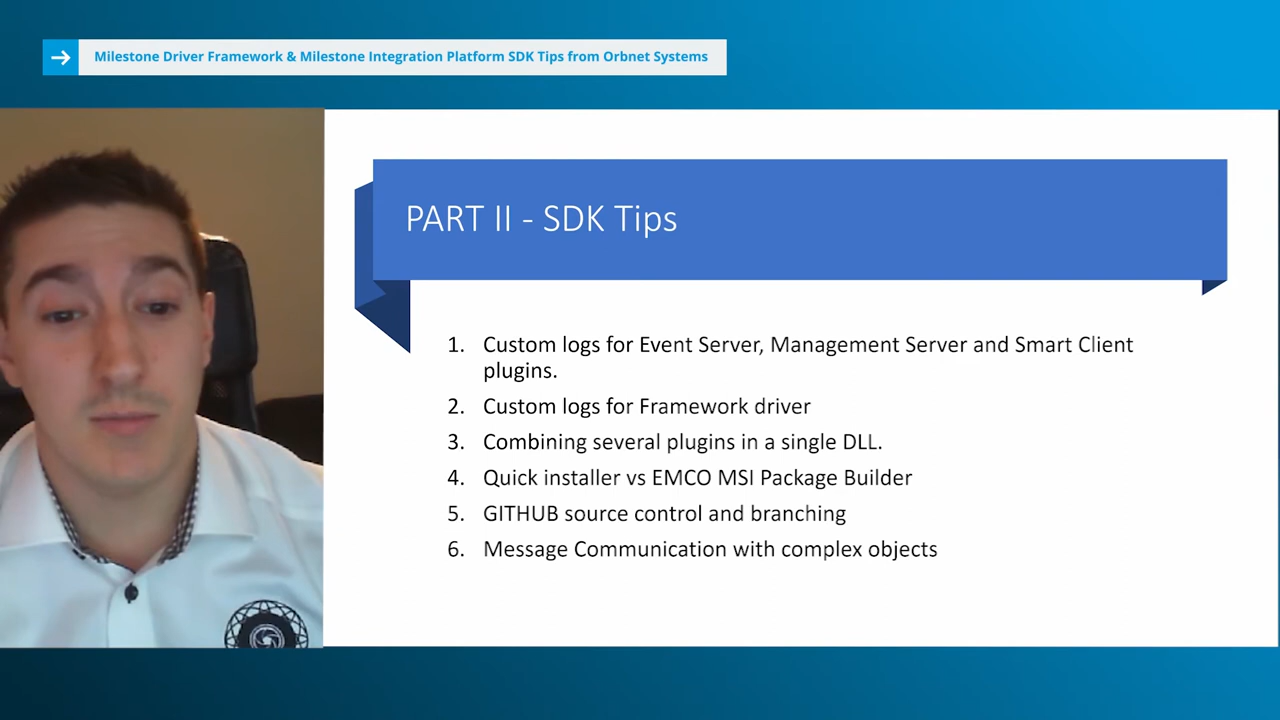 Milestone Driver Framework & Milestone Integration Platform SDK Tips from Orbnet Systems
PART II - SDK Tips
1. Custom logs for Event Server, Management Server and Smart Client
plugins.
2. Custom logs for Framework driver
3. Combining several plugins in a single DLL.
4. Quick installer vs EMCO MSI Package Builder
5. GITHUB source control and branching
6. Message Communication with complex objects